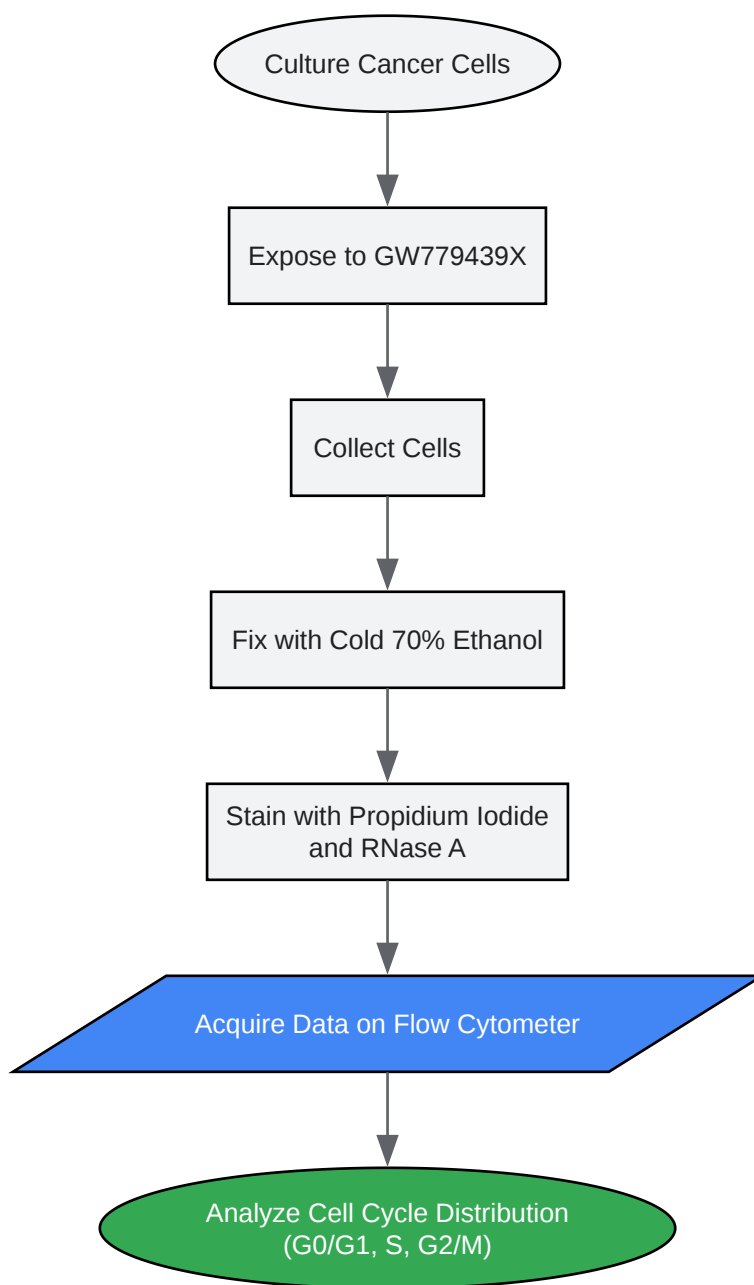 Culture Cancer Cells
Expose to GW779439X
Collect Cells
Fix with Cold 70% Ethanol
Stain with Propidium Iodide
and RNase A
Acquire Data on Flow Cytometer
Analyze Cell Cycle Distribution
(G0/G1, S, G2/M)